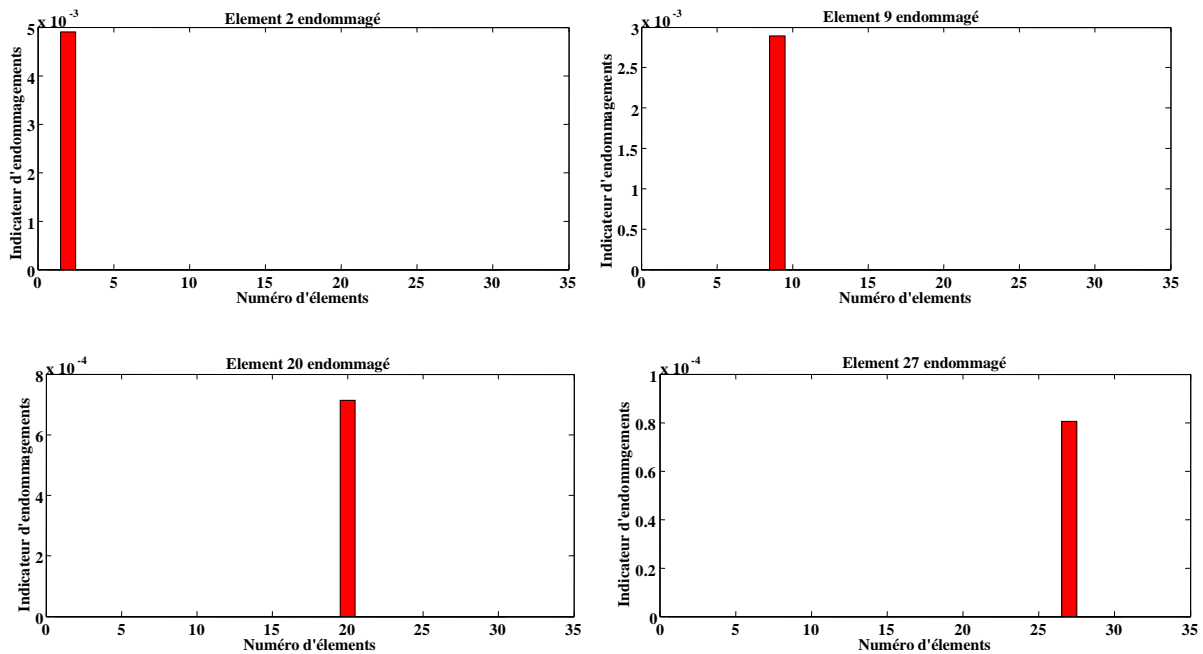 Element 2 endommagé
x 10 -3
Indicateur d'endommagements
5
4
3
2
1
0
0 5 10 15 20 25 30 35
Numéro d'élements
Element 9 endommagé
x 10 -3
Indicateur d'endommagements
3
2.5
2
1.5
1
0.5
0
0 5 10 15 20 25 30 35
Numéro d'elements
Element 20 endommagé
x 10 -4
Indicateur d'endommagements
8
6
4
2
0
0 5 10 15 20 25 30 35
Numéro d'élements
Element 27 endommagé
x 10 -4
Indicateur d'endommgements
1
0.8
0.6
0.4
0.2
0
0 5 10 15 20 25 30 35
Numéro d'élements